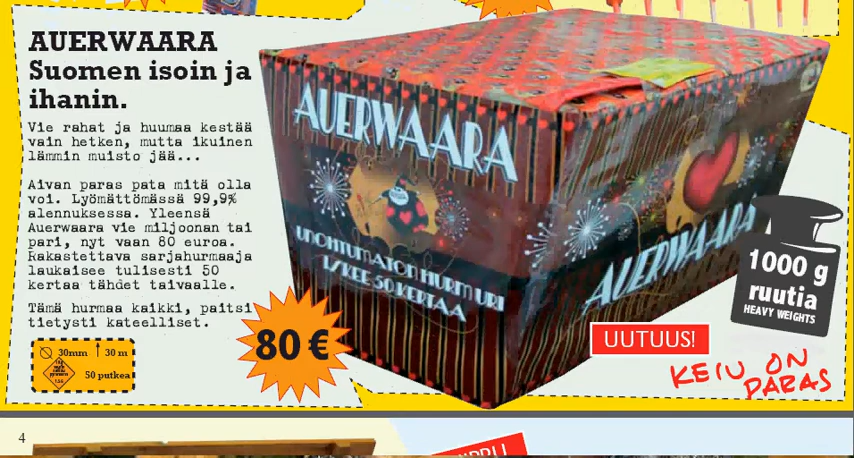 AUERWAARA
Suomen isoin ja
ihanin.
Vie rahat ja huumaa kestää
vain hetken, mutta ikuinen
lämmin muisto jää...
Aivan paras pata mitä olla
voi. Lyömättömässä 99,9%
alennuksessa. Yleensä
Auerwaara vie miljoonan tai
pari, nyt vaan 80 euroa.
Rakastettava sarjahurmaaja
laukaisee tulisesti 50
kertaa tähdet taivaalle.
Tämä hurmaa kaikki, paitsi
tietysti kateelliset.
30mm 30 m
50 putkea
80 €
AUERWAARA
UNOHTUMATON HURMURI
ISKEE 50 KERTAA
AUERWAARA
1000 g
ruutia
HEAVY WEIGHTS
UUTUUS!
KEIU ON
PARAS
4